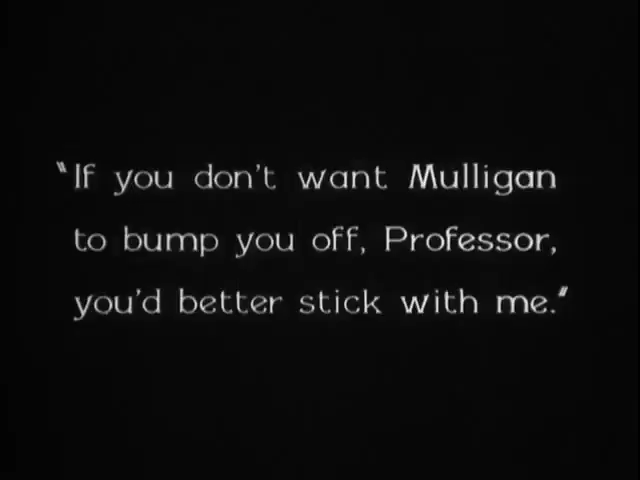 "If you don't want Mulligan
to bump you off, Professor,
you'd better stick with me."